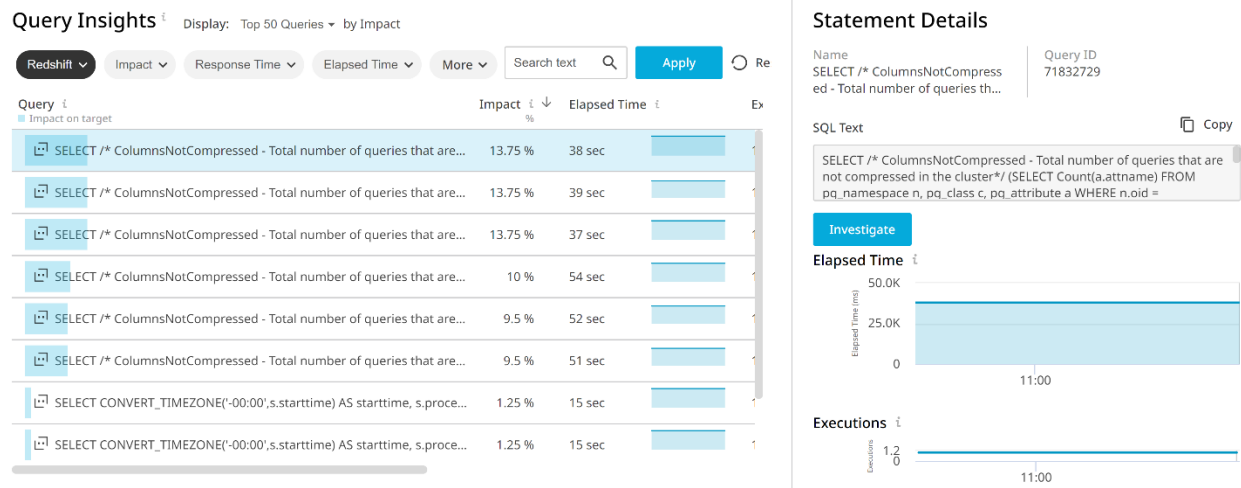 Query Insights i Display: Top 50 Queries by Impact
Redshift Impact Response Time Elapsed Time More Search text Apply Re
Query i Impact i Elapsed Time i Ex
Impact on target %
SELECT /* ColumnsNotCompressed - Total number of queries that are... 13.75 % 38 sec
SELECT /* ColumnsNotCompressed - Total number of queries that are... 13.75 % 39 sec
SELECT /* ColumnsNotCompressed - Total number of queries that are... 13.75 % 37 sec
SELECT /* ColumnsNotCompressed - Total number of queries that are... 10 % 54 sec
SELECT /* ColumnsNotCompressed - Total number of queries that are... 9.5 % 52 sec
SELECT /* ColumnsNotCompressed - Total number of queries that are... 9.5 % 51 sec
SELECT CONVERT_TIMEZONE('-00:00',s.starttime) AS starttime, s.proce... 1.25 % 15 sec
SELECT CONVERT_TIMEZONE('-00:00',s.starttime) AS starttime, s.proce... 1.25 % 15 sec
Statement Details
Name
SELECT /* ColumnsNotCompress
ed - Total number of queries th...
Query ID
71832729
SQL Text
Copy
SELECT /* ColumnsNotCompressed - Total number of queries that are
not compressed in the cluster*/ (SELECT Count(a.attname) FROM
pg_namespace n, pg_class c, pg_attribute a WHERE n.oid =
Investigate
Elapsed Time i
Elapsed Time (ms)
50.0K
25.0K
0
11:00
Executions i
Executions
1.2
0
11:00